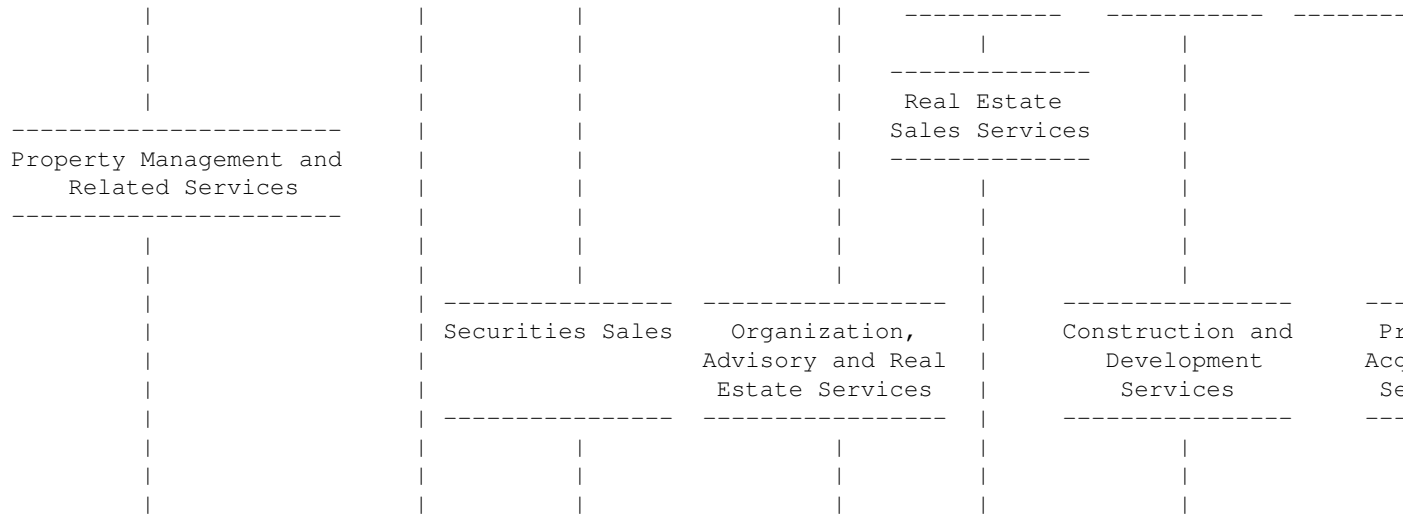 Real Estate
Sales Services
Property Management and
Related Services
Securities Sales
Organization,
Advisory and Real
Estate Services
Construction and
Development
Services